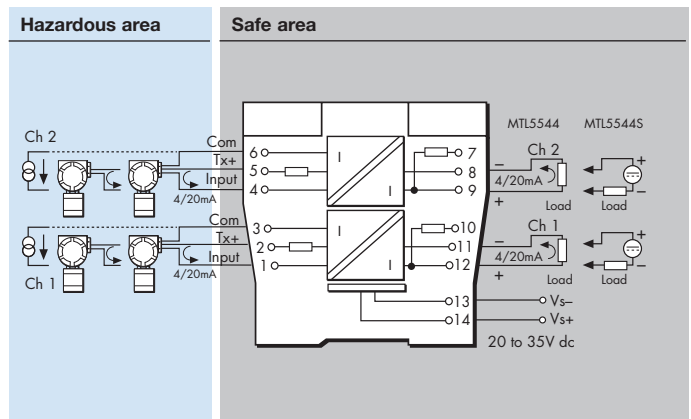 Hazardous area
Safe area
MTL5544 MTL5544S
Ch 2
Com
Tx+
Input
4/20mA
6
5
4
I
I
7
8
9
Ch 2
−
4/20mA
+
Load
+
−
Load
Ch 1
Com
Tx+
Input
4/20mA
3
2
1
I
I
10
11
12
Ch 1
−
4/20mA
+
Load
+
−
Load
13
14
Vs–
Vs+
20 to 35V dc